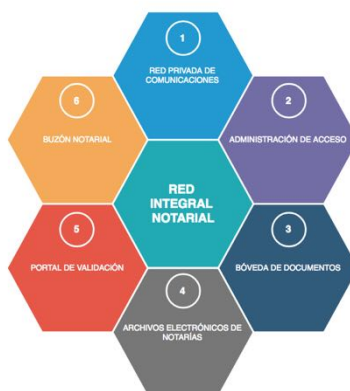 1
RED PRIVADA DE
COMUNICACIONES
6
BUZÓN NOTARIAL
2
ADMINISTRACIÓN DE ACCESO
RED
INTEGRAL
NOTARIAL
5
PORTAL DE VALIDACIÓN
3
BÓVEDA DE DOCUMENTOS
4
ARCHIVOS ELECTRÓNICOS DE
NOTARÍAS